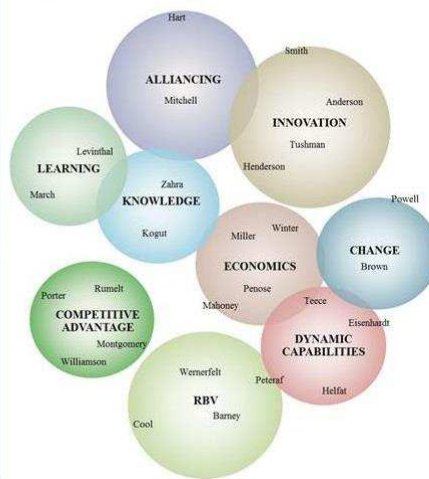 Hart
ALLIANCING
Mitchell
Smith
Anderson
INNOVATION
Tushman
Henderson
Levinthal
LEARNING
March
Zahra
KNOWLEDGE
Kogut
Powell
Winter
Miller
ECONOMICS
Penose
Mahoney
CHANGE
Brown
Teece
Eisenhardt
DYNAMIC
CAPABILITIES
Helfat
Rumelt
Porter
COMPETITIVE
ADVANTAGE
Montgomery
Williamson
Wernerfelt
Peteraf
RBV
Barney
Cool